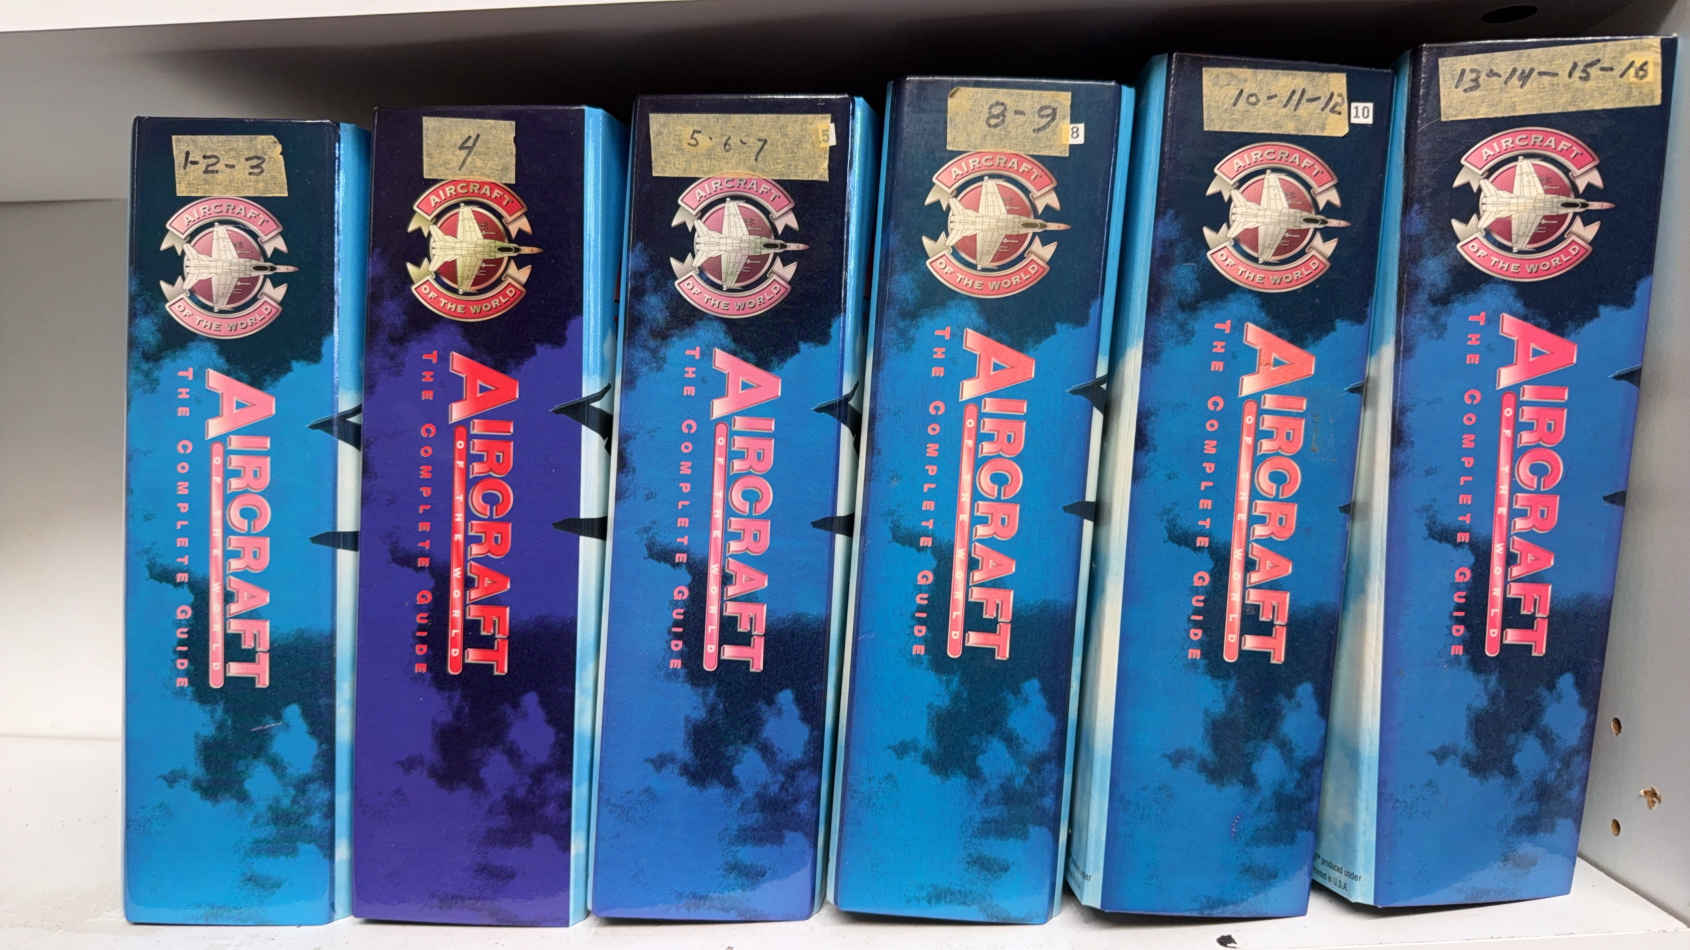 1-2-3
AIRCRAFT
OF THE WORLD
AIRCRAFT
OF THE WORLD
THE COMPLETE GUIDE
4
AIRCRAFT
OF THE WORLD
AIRCRAFT
OF THE WORLD
THE COMPLETE GUIDE
5-6-7
5
AIRCRAFT
OF THE WORLD
AIRCRAFT
OF THE WORLD
THE COMPLETE GUIDE
8-9
8
AIRCRAFT
OF THE WORLD
AIRCRAFT
OF THE WORLD
THE COMPLETE GUIDE
10-11-12
10
AIRCRAFT
OF THE WORLD
AIRCRAFT
OF THE WORLD
THE COMPLETE GUIDE
produced under
in U.S.A.
13-14-15-16
AIRCRAFT
OF THE WORLD
AIRCRAFT
OF THE WORLD
THE COMPLETE GUIDE